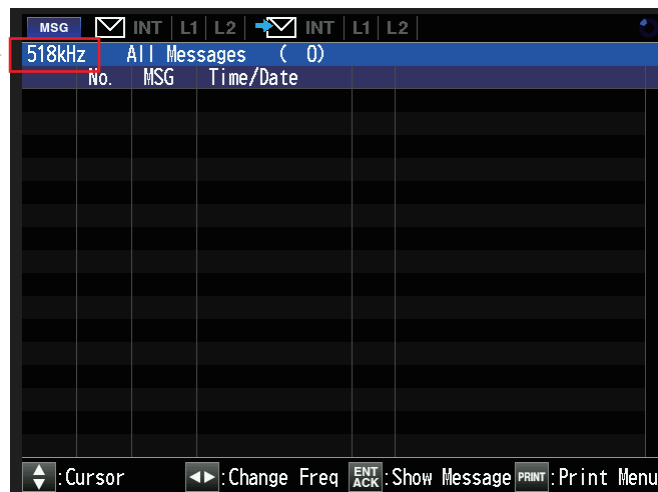 MSG INT L1 L2 INT L1 L2
518kHz All Messages ( 0)
No. MSG Time/Date
:Cursor :Change Freq ENT ACK :Show Message PRINT :Print Menu